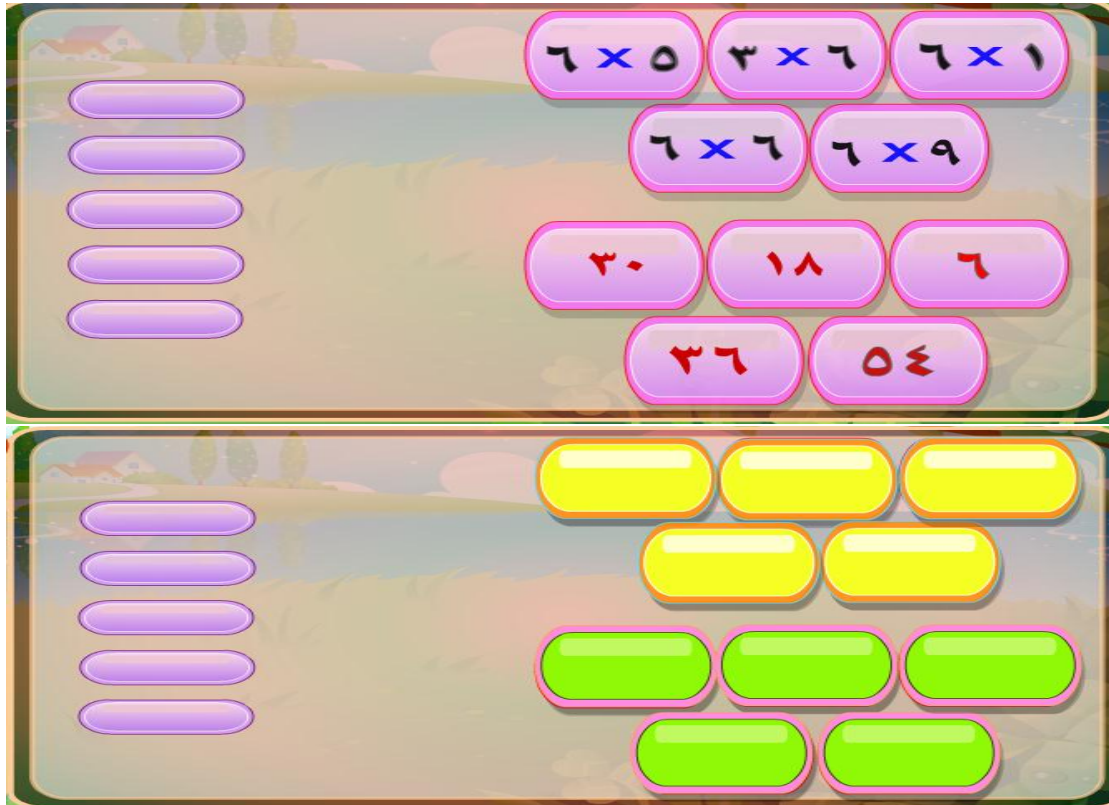 ٦ × ٥ ٣ × ٦ ٦ × ١
٦ × ٦ ٦ × ٩
٣٠ ١٨ ٦
٣٦ ٥٤